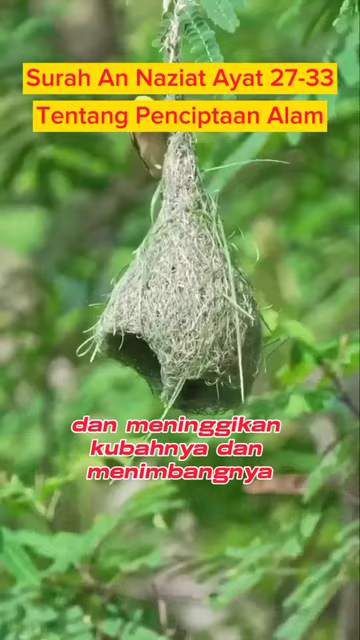 Surah An Naziat Ayat 27-33
Tentang Penciptaan Alam
dan meninggikan
kubahnya dan
menimbangnya